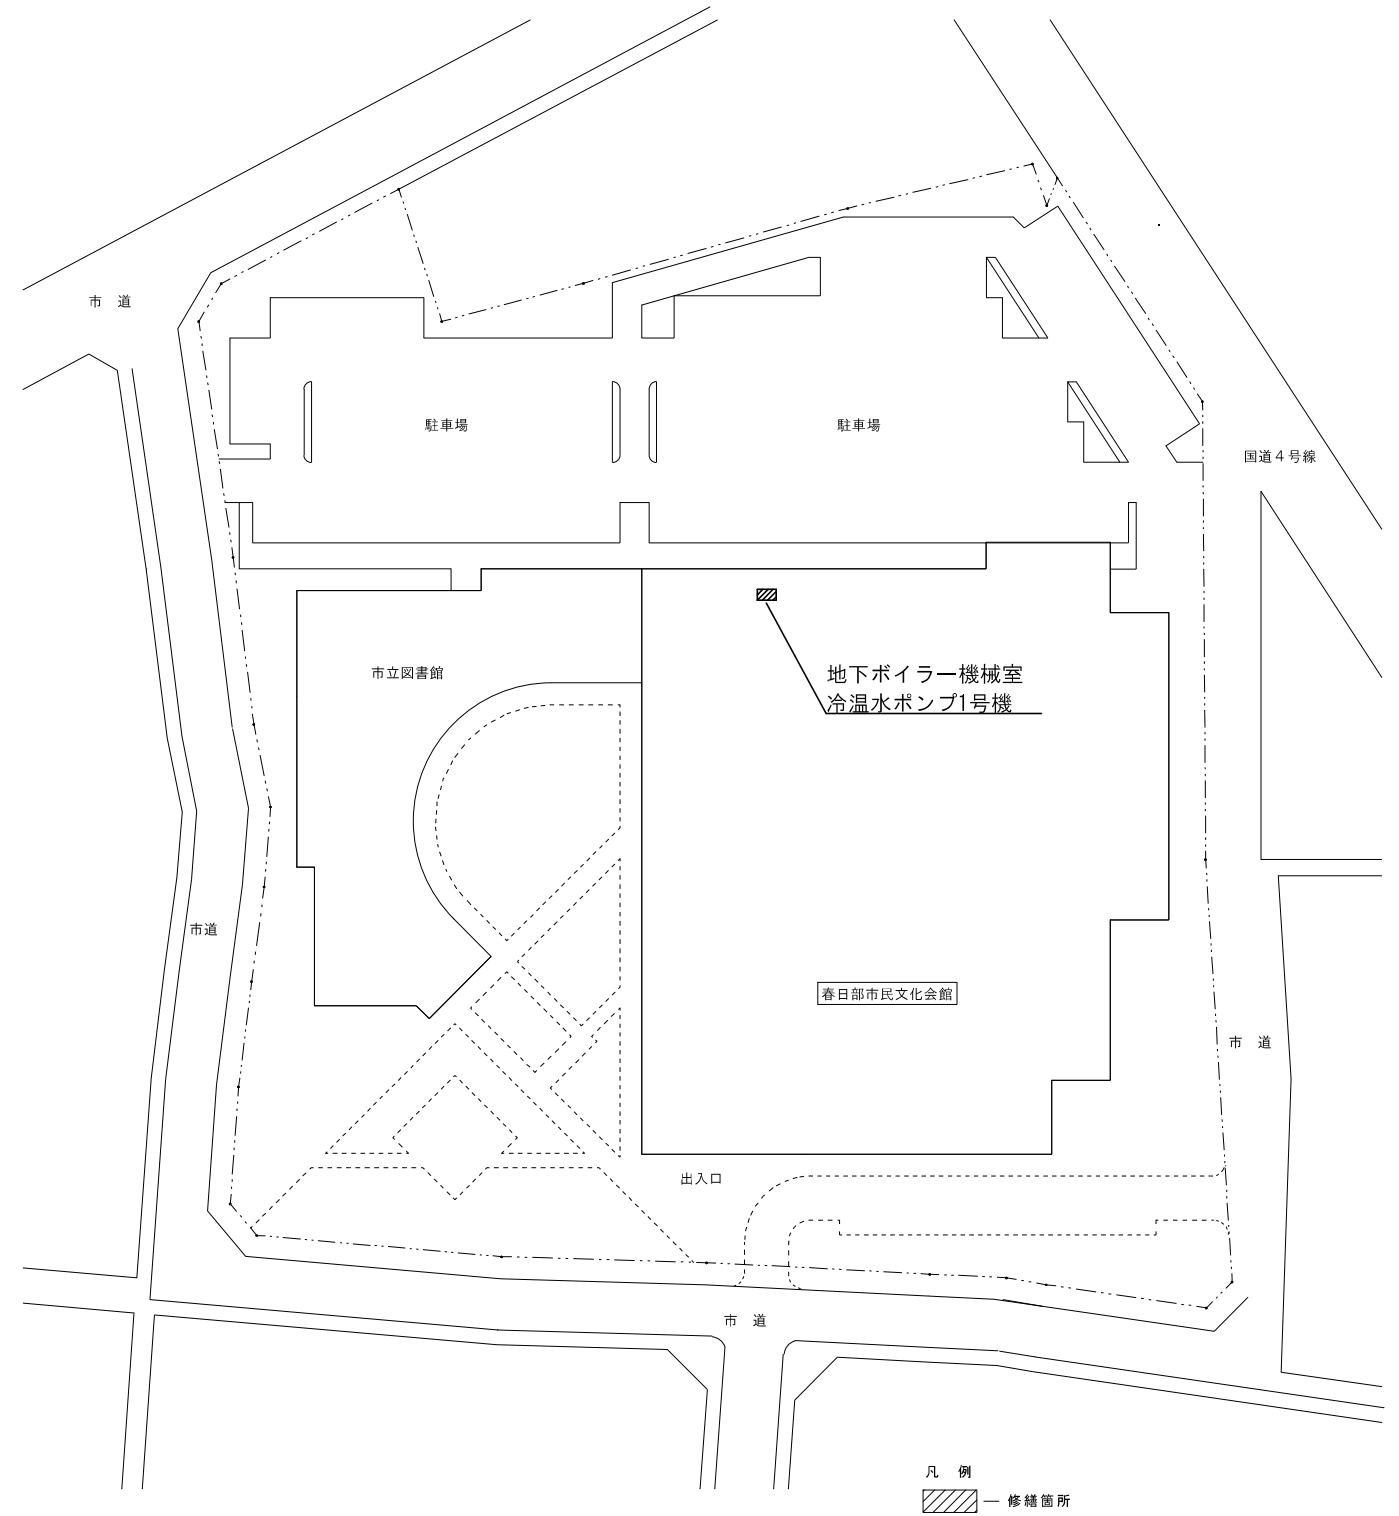 市　道
駐車場
駐車場
国道４号線
市立図書館
地下ボイラー機械室
冷温水ポンプ1号機
市道
春日部市民文化会館
市　道
出入口
市　道
凡　例
修繕箇所